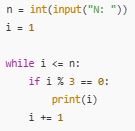 n = int(input("N: "))
i = 1
while i <= n:
    if i % 3 == 0:
        print(i)
    i += 1